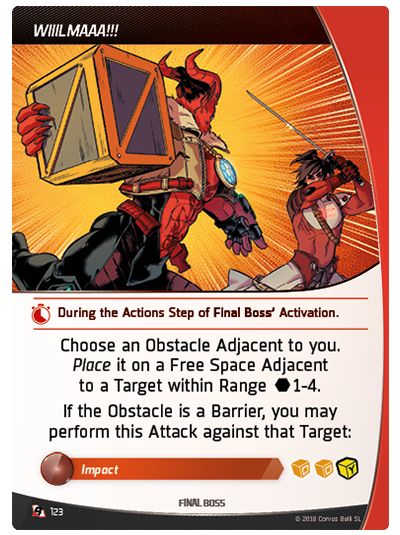 WIIILMAAA!!!
During the Actions Step of Final Boss' Activation.
Choose an Obstacle Adjacent to you.
Place it on a Free Space Adjacent
to a Target within Range 1-4.
If the Obstacle is a Barrier, you may
perform this Attack against that Target:
Impact
Y
123
FINAL BOSS
© 2018 Corvus Belli SL